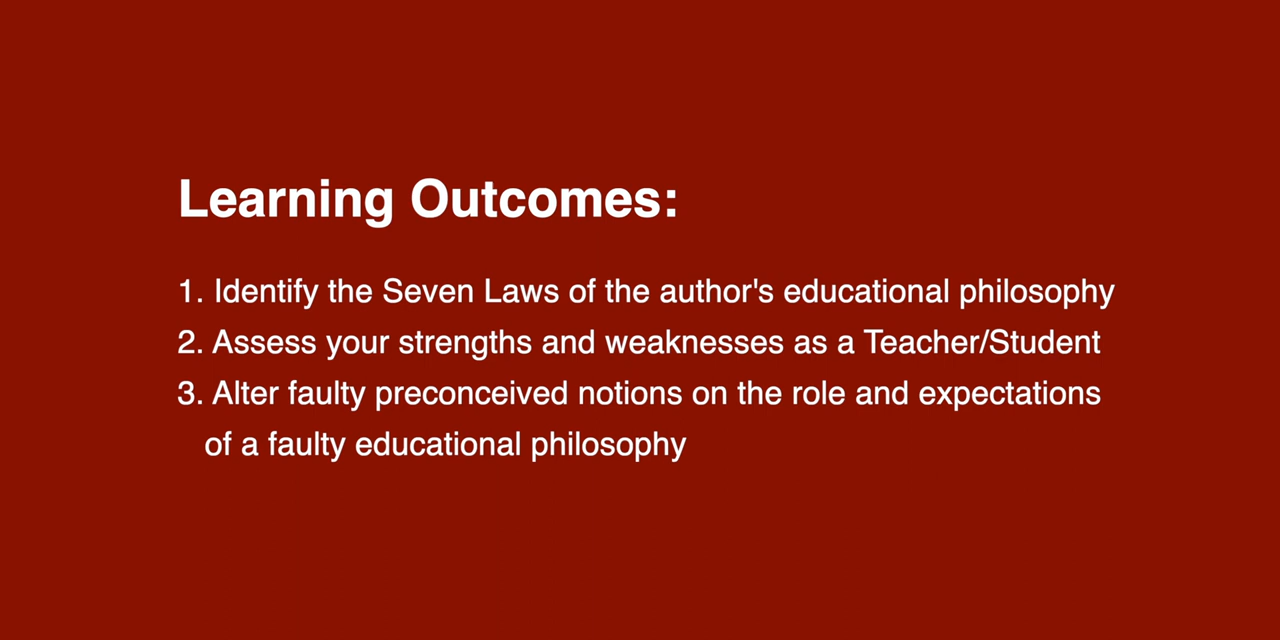 Learning Outcomes:
1. Identify the Seven Laws of the author's educational philosophy
2. Assess your strengths and weaknesses as a Teacher/Student
3. Alter faulty preconceived notions on the role and expectations
of a faulty educational philosophy